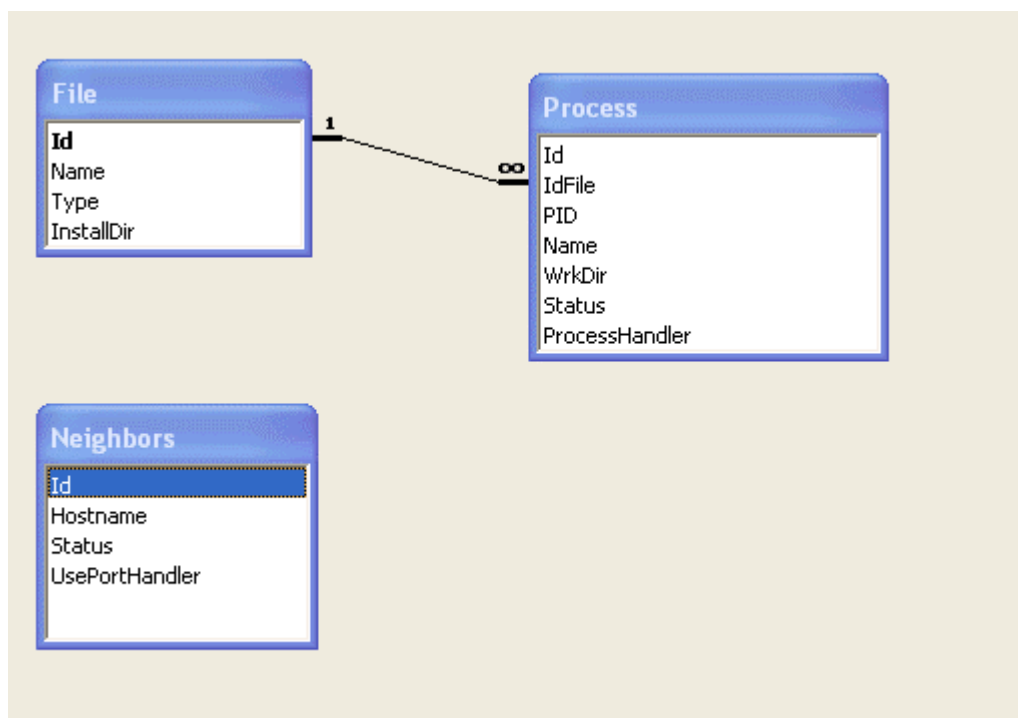 File
Id
Name
Type
InstallDir
1
∞
Process
Id
IdFile
PID
Name
WrkDir
Status
ProcessHandler
Neighbors
Id
Hostname
Status
UsePortHandler